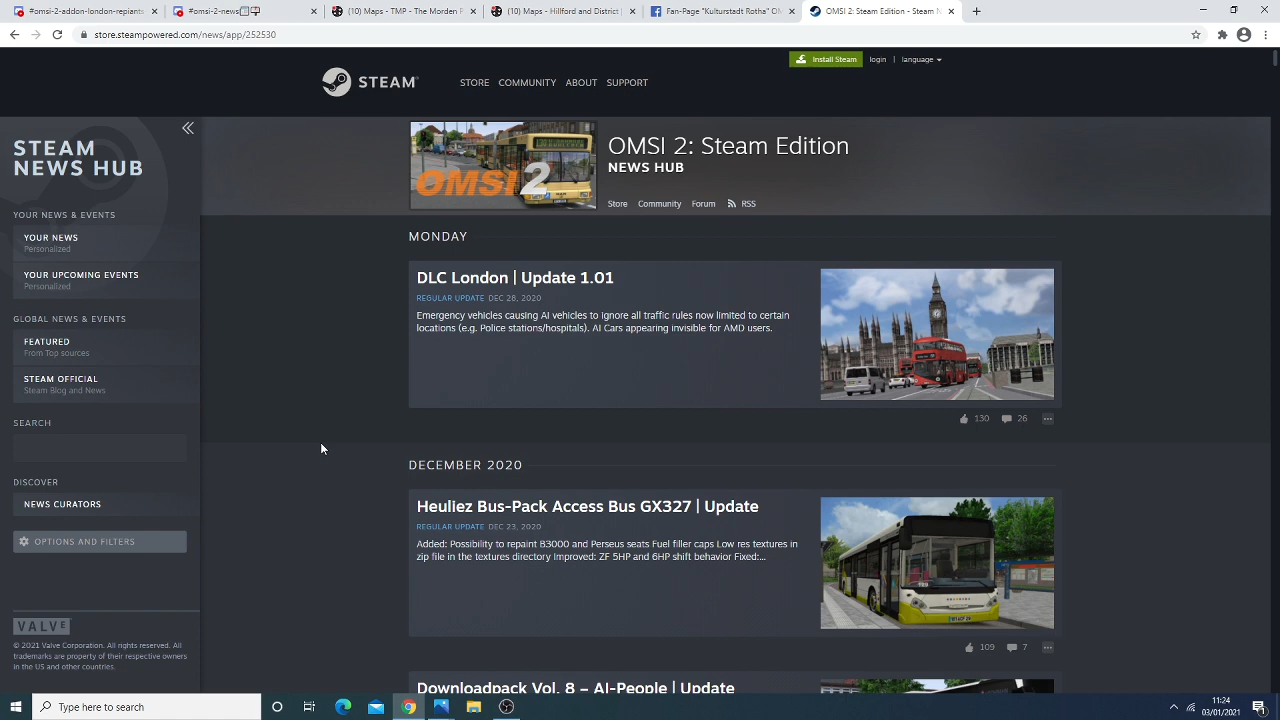 #omsi-2-addon-london-repiants
#omsi-2-news
(10) Maps - TMP - The Morden F
(10) Maps - Hillford and District |
Fan-Page "Kulturstadt Rotha" OM
OMSI 2: Steam Edition - Steam N
store.steampowered.com/news/app/252530
Install Steam
login | language
STEAM
STORE COMMUNITY ABOUT SUPPORT
STEAM
NEWS HUB
OMSI 2
OMSI 2: Steam Edition
NEWS HUB
Store Community Forum RSS
YOUR NEWS & EVENTS
YOUR NEWS
Personalized
YOUR UPCOMING EVENTS
Personalized
GLOBAL NEWS & EVENTS
FEATURED
From Top sources
STEAM OFFICIAL
Steam Blog and News
SEARCH
DISCOVER
NEWS CURATORS
OPTIONS AND FILTERS
VALVE
© 2021 Valve Corporation. All rights reserved. All
trademarks are property of their respective owners
in the US and other countries.
MONDAY
DLC London | Update 1.01
REGULAR UPDATE DEC 28, 2020
Emergency vehicles causing AI vehicles to ignore all traffic rules now limited to certain
locations (e.g. Police stations/hospitals). AI Cars appearing invisible for AMD users.
130 26
DECEMBER 2020
Heuliez Bus-Pack Access Bus GX327 | Update
REGULAR UPDATE DEC 23, 2020
Added: Possibility to repaint B3000 and Perseus seats Fuel filler caps Low res textures in
zip file in the textures directory Improved: ZF 5HP and 6HP shift behavior Fixed:...
109 7
Downloadpack Vol. 8 – AI-People | Update
Type here to search
11:24
03/01/2021